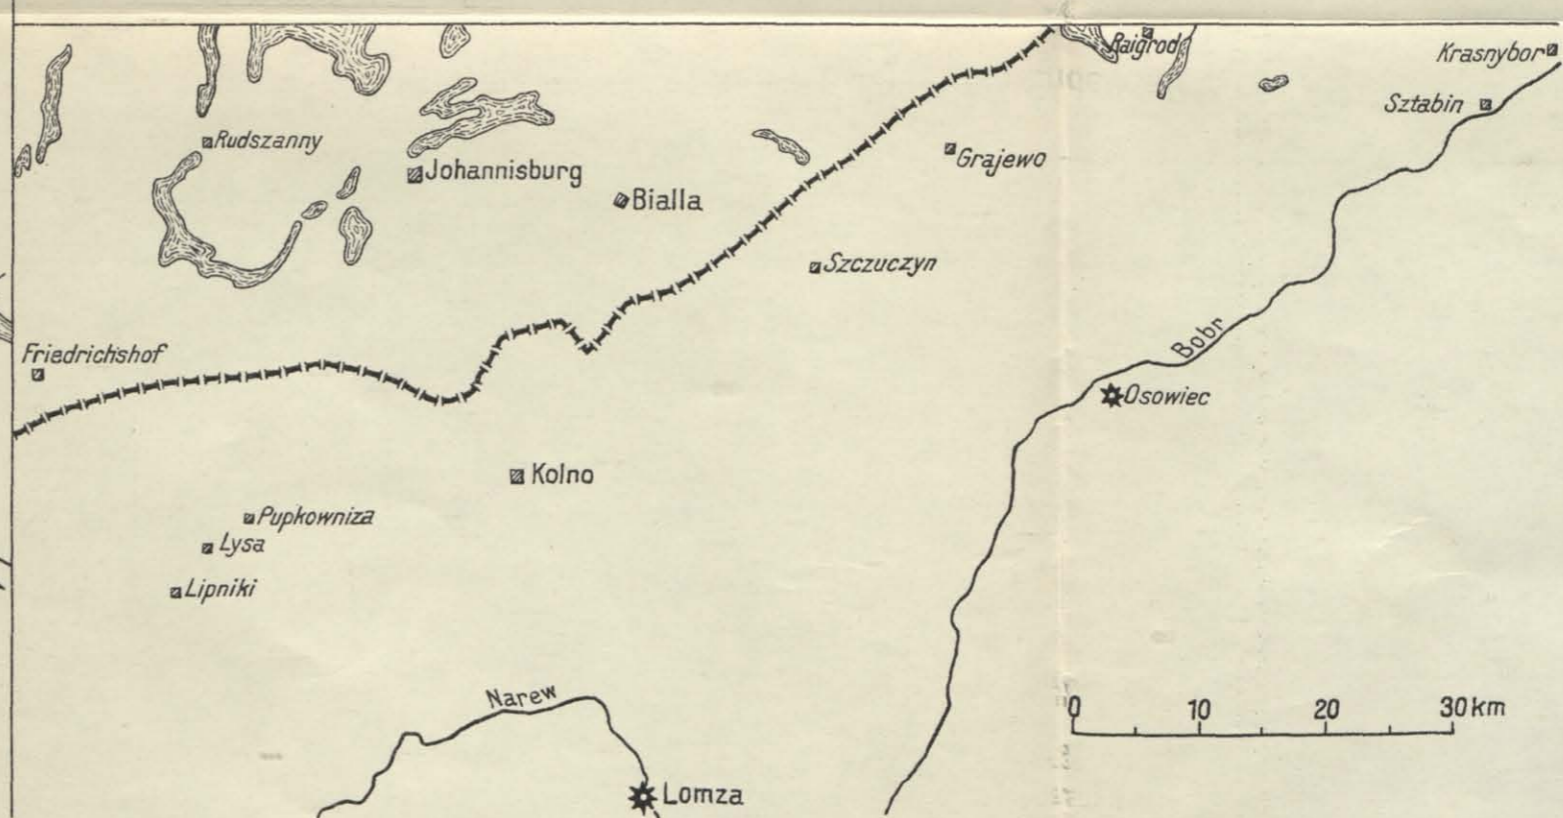 Raigrod
Krasnybor
Sztabin
Rudszanny
Johannisburg
Grajewo
Bialla
Szczuczyn
Bobr
Friedrichshof
Osowiec
Kolno
Pupkowniza
Lysa
Lipniki
Narew
0 10 20 30 km
Lomza